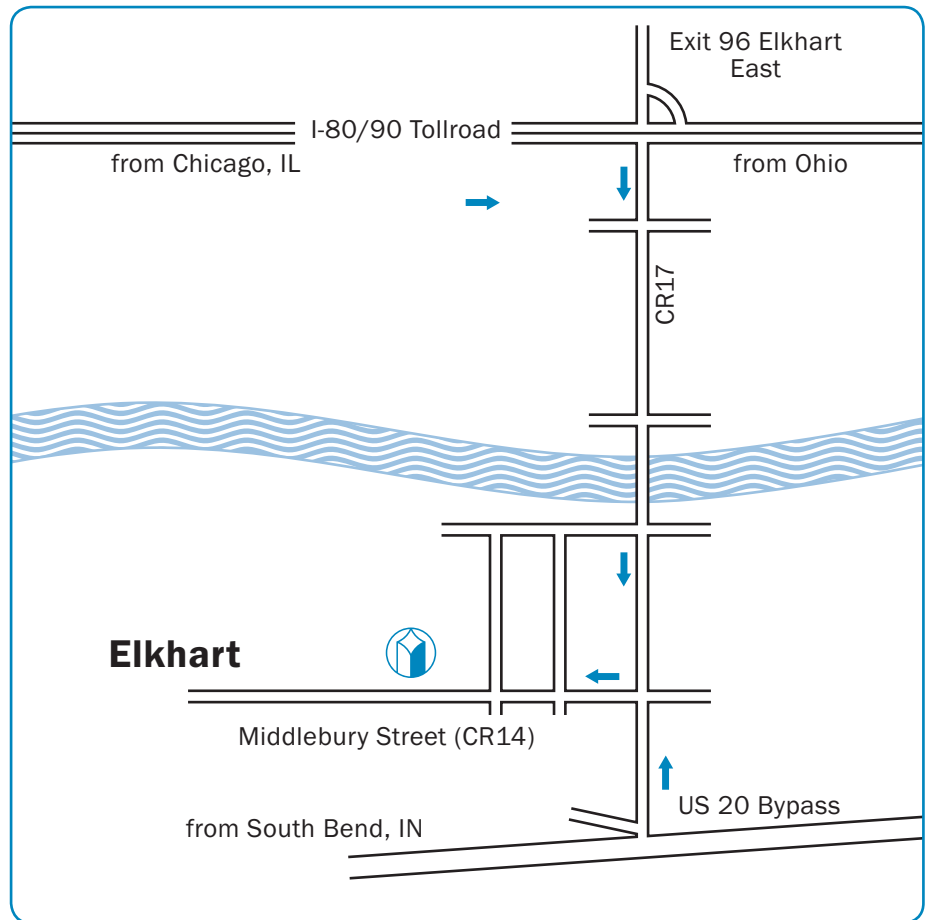 Exit 96 Elkhart
East
I-80/90 Tollroad
from Chicago, IL
from Ohio
CR17
Elkhart
Middlebury Street (CR14)
US 20 Bypass
from South Bend, IN